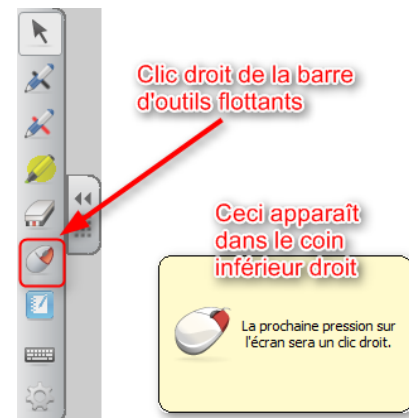 Clic droit de la barre
d'outils flottants
Ceci apparaît
dans le coin
inférieur droit
La prochaine pression sur
l'écran sera un clic droit.